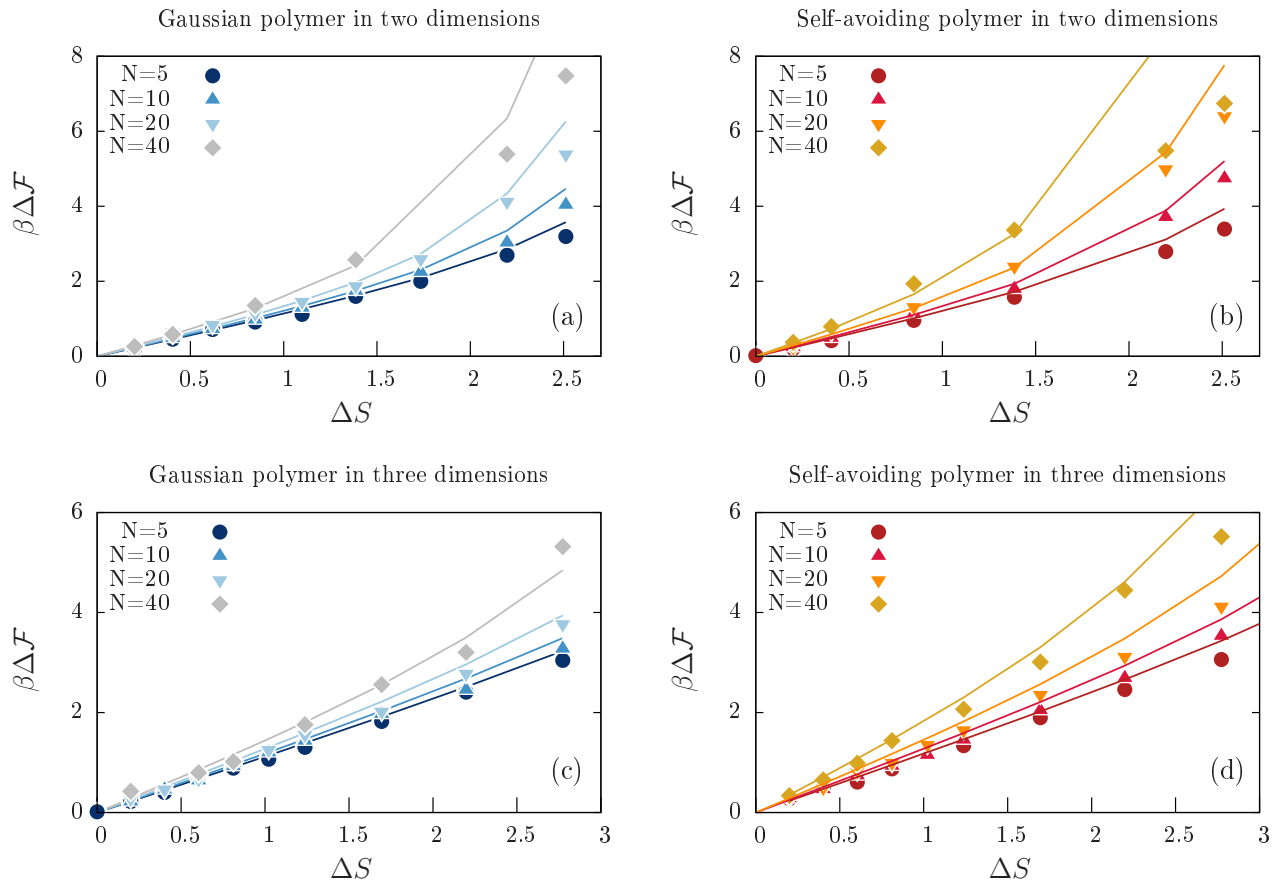 Gaussian polymer in two dimensions
8
6
4
2
0
N=5
N=10
N=20
N=40
βΔℱ
(a)
0 0.5 1 1.5 2 2.5
ΔS
Self-avoiding polymer in two dimensions
8
6
4
2
0
N=5
N=10
N=20
N=40
βΔℱ
(b)
0 0.5 1 1.5 2 2.5
ΔS
Gaussian polymer in three dimensions
6
4
2
0
N=5
N=10
N=20
N=40
βΔℱ
(c)
0 0.5 1 1.5 2 2.5 3
ΔS
Self-avoiding polymer in three dimensions
6
4
2
0
N=5
N=10
N=20
N=40
βΔℱ
(d)
0 0.5 1 1.5 2 2.5 3
ΔS